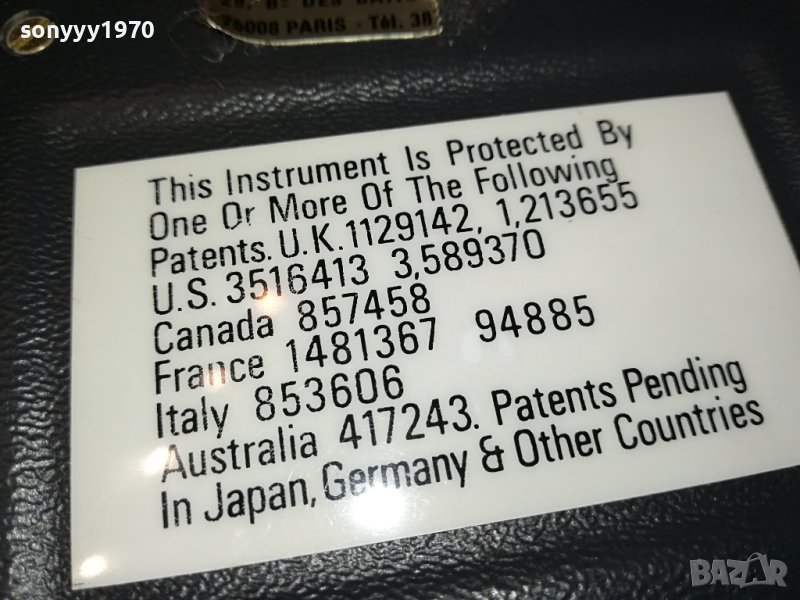 sonyyy1970
75008 PARIS - Tél. 38
This Instrument Is Protected By
One Or More Of The Following
Patents. U.K. 1129142, 1,213655
U.S. 3516413 3,589370
Canada 857458
France 1481367 94885
Italy 853606
Australia 417243. Patents Pending
In Japan, Germany & Other Countries
BAZAR